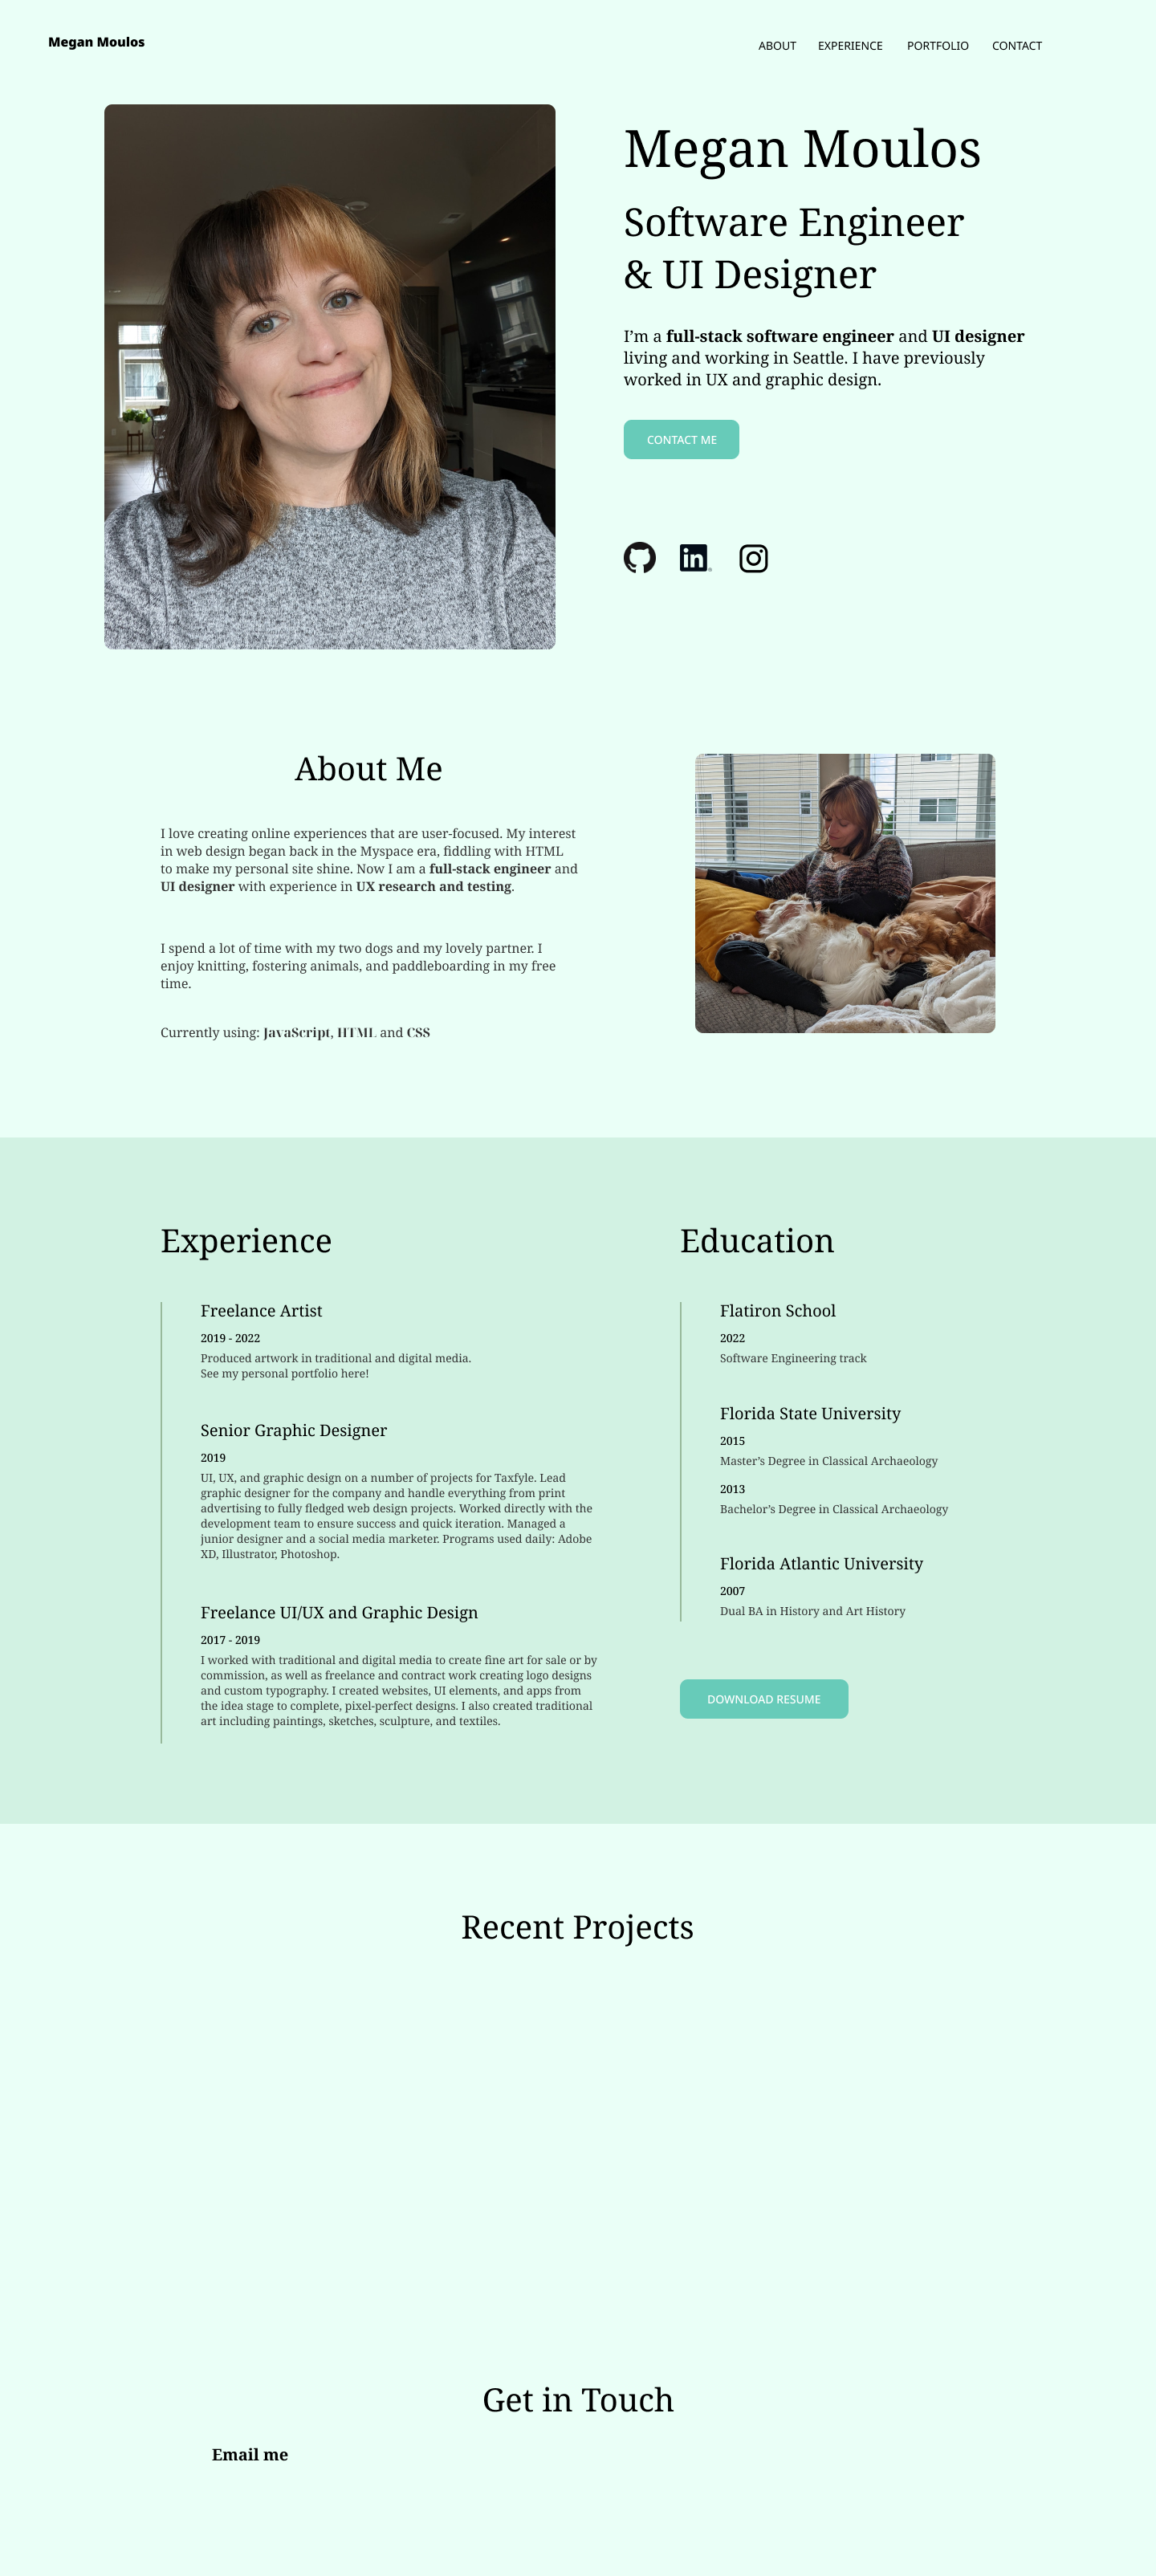 Megan Moulos
ABOUT EXPERIENCE PORTFOLIO CONTACT
Megan Moulos
Software Engineer
& UI Designer
I’m a full-stack software engineer and UI designer
living and working in Seattle. I have previously
worked in UX and graphic design.
CONTACT ME
in
About Me
I love creating online experiences that are user-focused. My interest
in web design began back in the Myspace era, fiddling with HTML
to make my personal site shine. Now I am a full-stack engineer and
UI designer with experience in UX research and testing.
I spend a lot of time with my two dogs and my lovely partner. I
enjoy knitting, fostering animals, and paddleboarding in my free
time.
Currently using: JavaScript, HTML and CSS
Experience
Freelance Artist
2019 - 2022
Produced artwork in traditional and digital media.
See my personal portfolio here!
Senior Graphic Designer
2019
UI, UX, and graphic design on a number of projects for Taxfyle. Lead
graphic designer for the company and handle everything from print
advertising to fully fledged web design projects. Worked directly with the
development team to ensure success and quick iteration. Managed a
junior designer and a social media marketer. Programs used daily: Adobe
XD, Illustrator, Photoshop.
Freelance UI/UX and Graphic Design
2017 - 2019
I worked with traditional and digital media to create fine art for sale or by
commission, as well as freelance and contract work creating logo designs
and custom typography. I created websites, UI elements, and apps from
the idea stage to complete, pixel-perfect designs. I also created traditional
art including paintings, sketches, sculpture, and textiles.
Education
Flatiron School
2022
Software Engineering track
Florida State University
2015
Master’s Degree in Classical Archaeology
2013
Bachelor’s Degree in Classical Archaeology
Florida Atlantic University
2007
Dual BA in History and Art History
DOWNLOAD RESUME
Recent Projects
Get in Touch
Email me